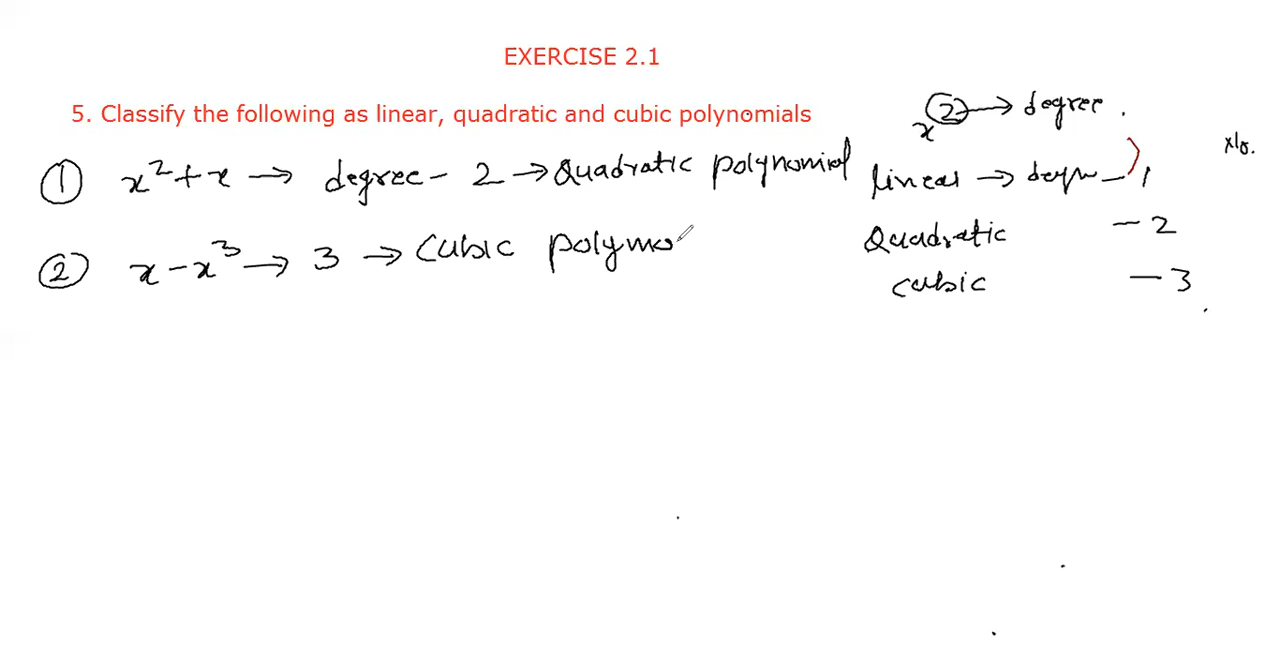 EXERCISE 2.1
5. Classify the following as linear, quadratic and cubic polynomials
x² → degree.
① x² + x → degree - 2 → Quadratic polynomial
linear → degree - 1
Quadratic - 2
② x - x³ → 3 → Cubic polyno
cubic - 3